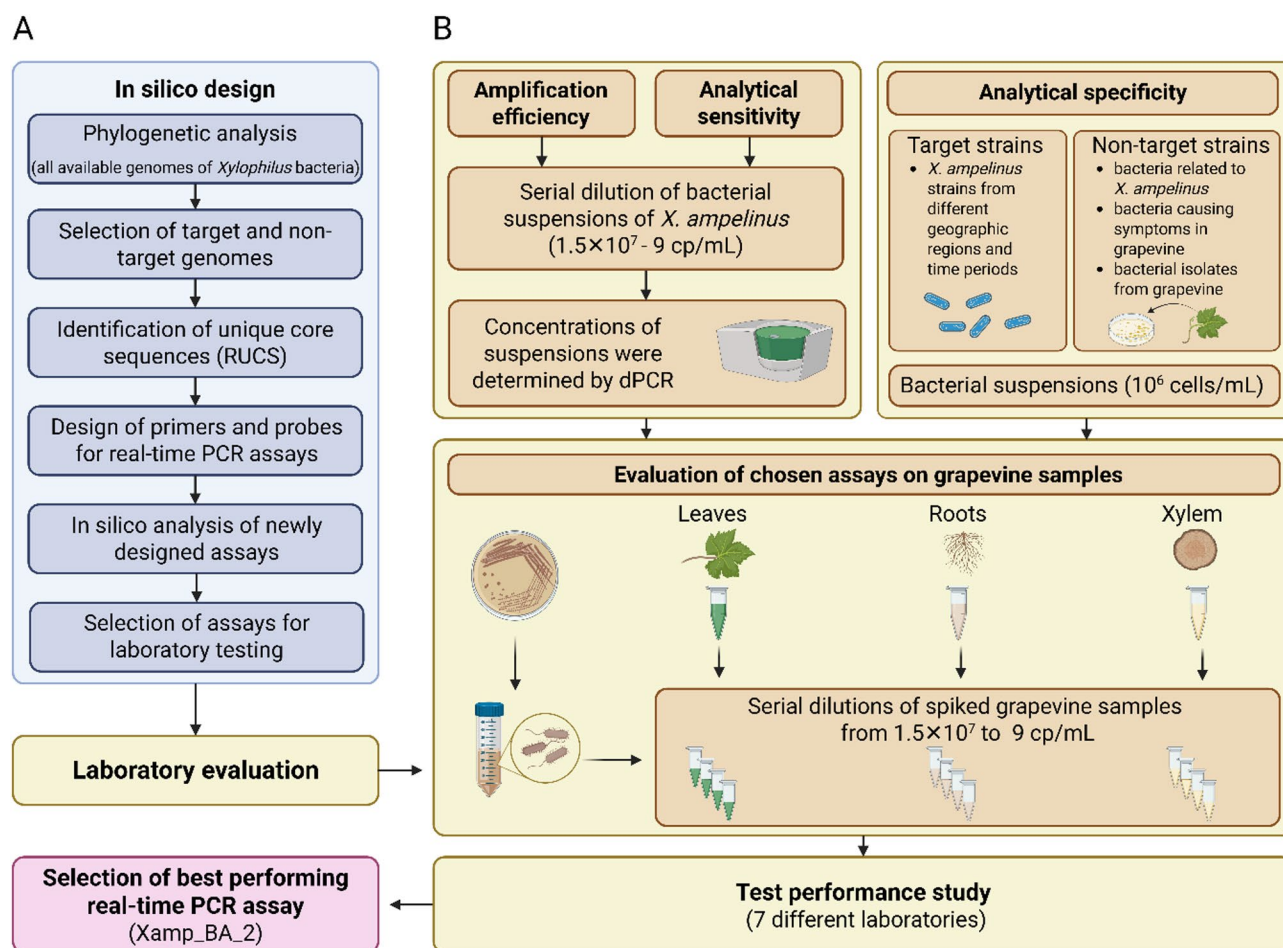 A
In silico design
Phylogenetic analysis
(all available genomes of Xylophilus bacteria)
Selection of target and non-
target genomes
Identification of unique core
sequences (RUCS)
Design of primers and probes
for real-time PCR assays
In silico analysis of newly
designed assays
Selection of assays for
laboratory testing
Laboratory evaluation
B
Amplification
efficiency
Analytical
sensitivity
Serial dilution of bacterial
suspensions of X. ampelinus
(1.5×10⁷ - 9 cp/mL)
Concentrations of
suspensions were
determined by dPCR
Analytical specificity
Target strains
• X. ampelinus
strains from
different
geographic
regions and
time periods
Non-target strains
• bacteria related to
X. ampelinus
• bacteria causing
symptoms in
grapevine
• bacterial isolates
from grapevine
Bacterial suspensions (10⁶ cells/mL)
Evaluation of chosen assays on grapevine samples
Leaves
Roots
Xylem
Serial dilutions of spiked grapevine samples
from 1.5×10⁷ to 9 cp/mL
Test performance study
(7 different laboratories)
Selection of best performing
real-time PCR assay
(Xamp_BA_2)